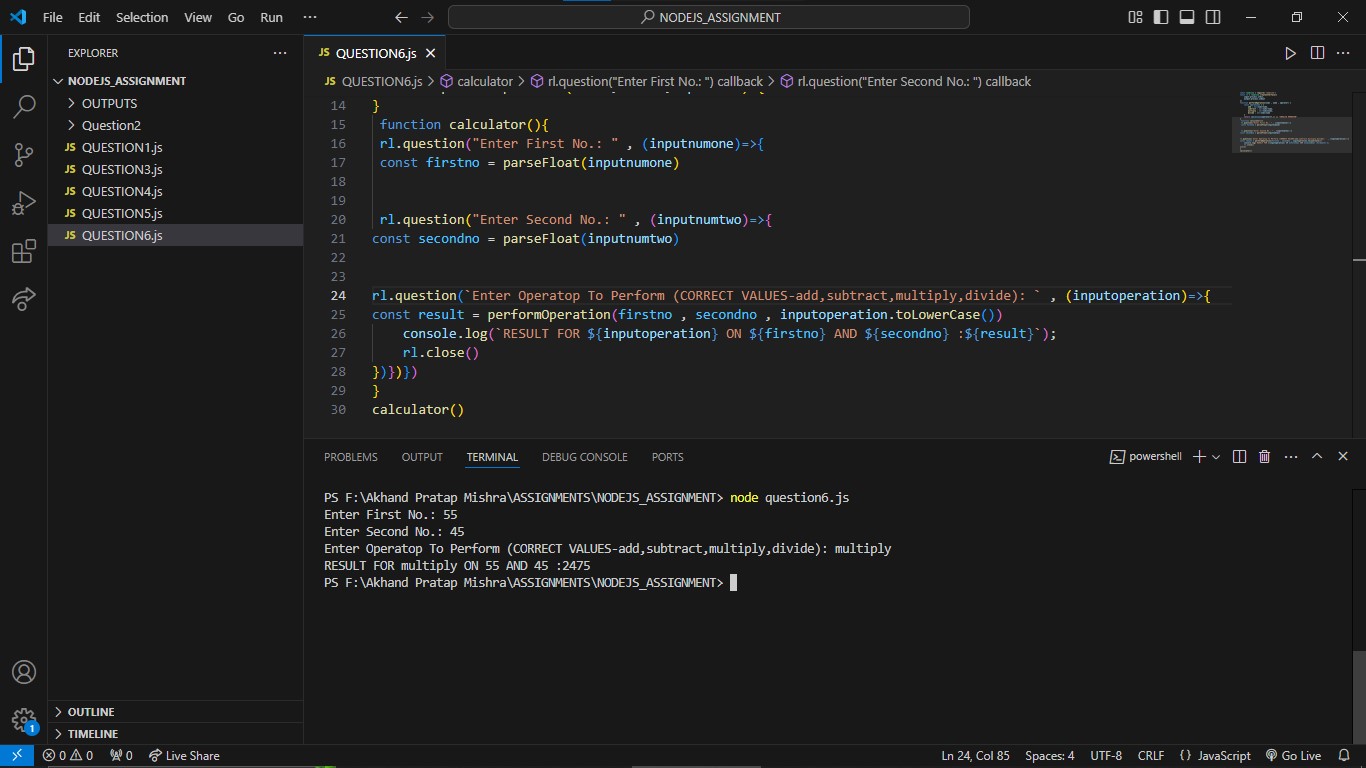 File Edit Selection View Go Run ··· NODEJS_ASSIGNMENT
EXPLORER ···
NODEJS_ASSIGNMENT
OUTPUTS
Question2
JS QUESTION1.js
JS QUESTION3.js
JS QUESTION4.js
JS QUESTION5.js
JS QUESTION6.js
OUTLINE
TIMELINE
JS QUESTION6.js
JS QUESTION6.js > calculator > rl.question("Enter First No.: ") callback > rl.question("Enter Second No.: ") callback
14 }
15 function calculator(){
16 rl.question("Enter First No.: " , (inputnumone)=>{
17 const firstno = parseFloat(inputnumone)
18
19
20 rl.question("Enter Second No.: " , (inputnumtwo)=>{
21 const secondno = parseFloat(inputnumtwo)
22
23
24 rl.question(`Enter Operatop To Perform (CORRECT VALUES-add,subtract,multiply,divide): ` , (inputoperation)=>{
25 const result = performOperation(firstno , secondno , inputoperation.toLowerCase())
26 console.log(`RESULT FOR ${inputoperation} ON ${firstno} AND ${secondno} :${result}`);
27 rl.close()
28 })})})
29 }
30 calculator()
PROBLEMS OUTPUT TERMINAL DEBUG CONSOLE PORTS powershell
PS F:\Akhand Pratap Mishra\ASSIGNMENTS\NODEJS_ASSIGNMENT> node question6.js
Enter First No.: 55
Enter Second No.: 45
Enter Operatop To Perform (CORRECT VALUES-add,subtract,multiply,divide): multiply
RESULT FOR multiply ON 55 AND 45 :2475
PS F:\Akhand Pratap Mishra\ASSIGNMENTS\NODEJS_ASSIGNMENT>
1
0 0 0 Live Share Ln 24, Col 85 Spaces: 4 UTF-8 CRLF {} JavaScript Go Live